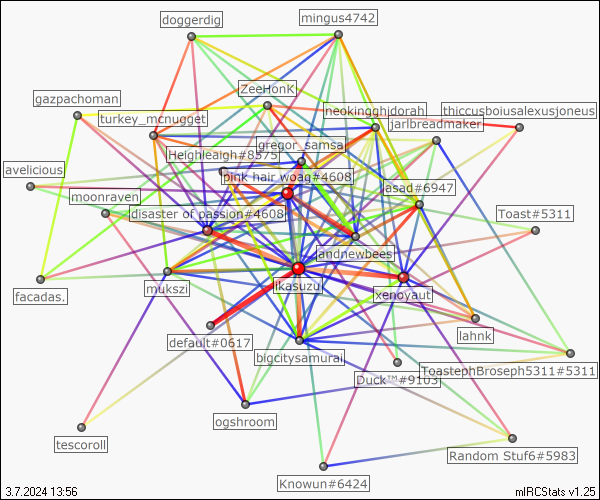 doggerdig
mingus4742
ZeeHonK
gazpachoman
turkey_mcnugget
neokingghjdorah
thiccusboiusalexusjoneus
jarlbreadmaker
gregor_samsa
Heighleaigh#8575
avelicious
pink hair woag#4608
jasad#6947
moonraven
disaster of passion#4608
Toast#5311
andnewbees
mukszi
ikasuzu
xenoyaut
facadas.
default#0617
lahnk
bigcitysamurai
ToastephBroseph5311#5311
Duck™#9103
ogshroom
tescoroll
Random Stuf6#5983
Knowun#6424
3.7.2024 13:56
mIRCStats v1.25